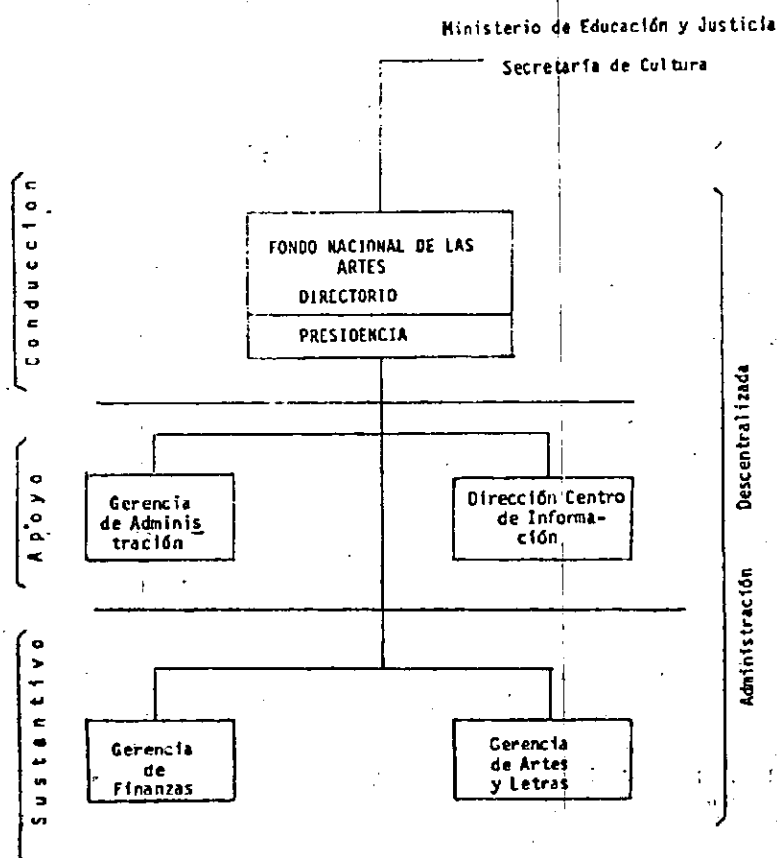 Ministerio de Educación y Justicia
Secretaría de Cultura
Conduccion
FONDO NACIONAL DE LAS
ARTES
DIRECTORIO
PRESIDENCIA
Apoyo
Gerencia
de Adminis
tración
Dirección Centro
de Informa-
ción
Administración Descentralizada
Sustantivo
Gerencia
de
Finanzas
Gerencia
de Artes
y Letras